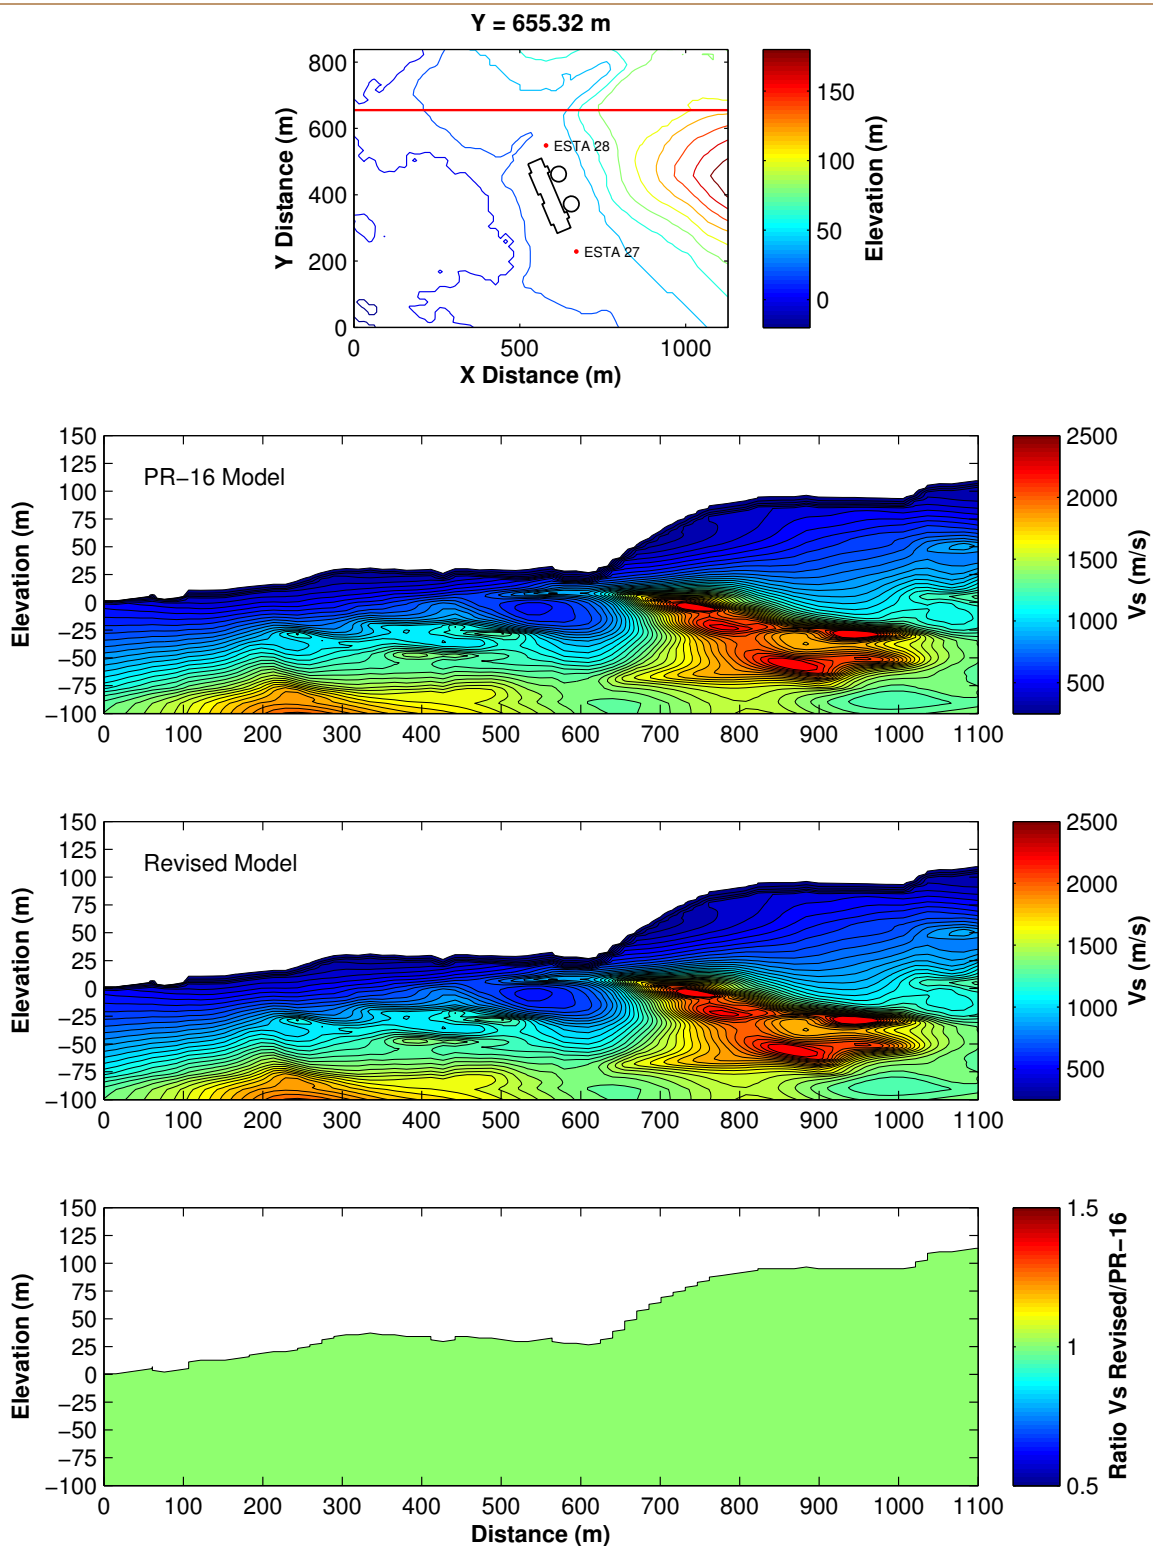 Y = 655.32 m
800
600
400
200
0
Y Distance (m)
ESTA 28
ESTA 27
0 500 1000
X Distance (m)
150
100
50
0
Elevation (m)
150
125
100
75
50
25
0
−25
−50
−75
−100
Elevation (m)
PR−16 Model
0 100 200 300 400 500 600 700 800 900 1000 1100
2500
2000
1500
1000
500
Vs (m/s)
150
125
100
75
50
25
0
−25
−50
−75
−100
Elevation (m)
Revised Model
0 100 200 300 400 500 600 700 800 900 1000 1100
2500
2000
1500
1000
500
Vs (m/s)
150
125
100
75
50
25
0
−25
−50
−75
−100
Elevation (m)
0 100 200 300 400 500 600 700 800 900 1000 1100
Distance (m)
1.5
1
0.5
Ratio Vs Revised/PR−16